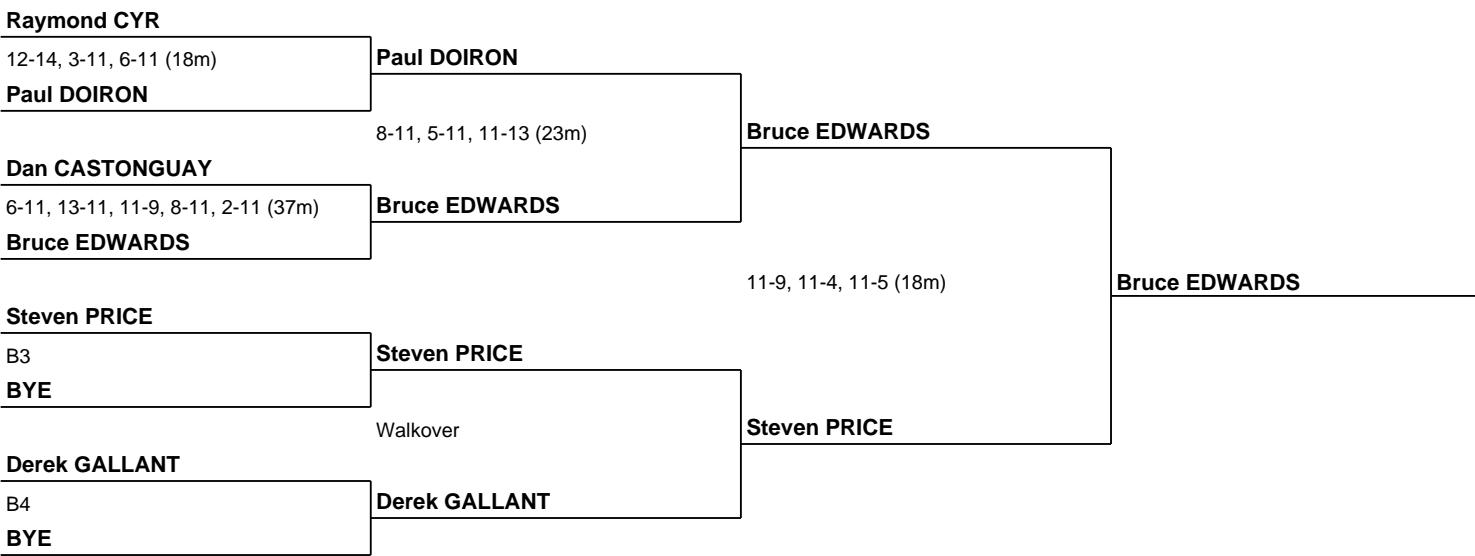 Raymond CYR
12-14, 3-11, 6-11 (18m)
Paul DOIRON
Paul DOIRON
8-11, 5-11, 11-13 (23m)
Bruce EDWARDS
Dan CASTONGUAY
6-11, 13-11, 11-9, 8-11, 2-11 (37m)
Bruce EDWARDS
Bruce EDWARDS
11-9, 11-4, 11-5 (18m)
Bruce EDWARDS
Steven PRICE
B3
BYE
Steven PRICE
Walkover
Steven PRICE
Derek GALLANT
B4
BYE
Derek GALLANT